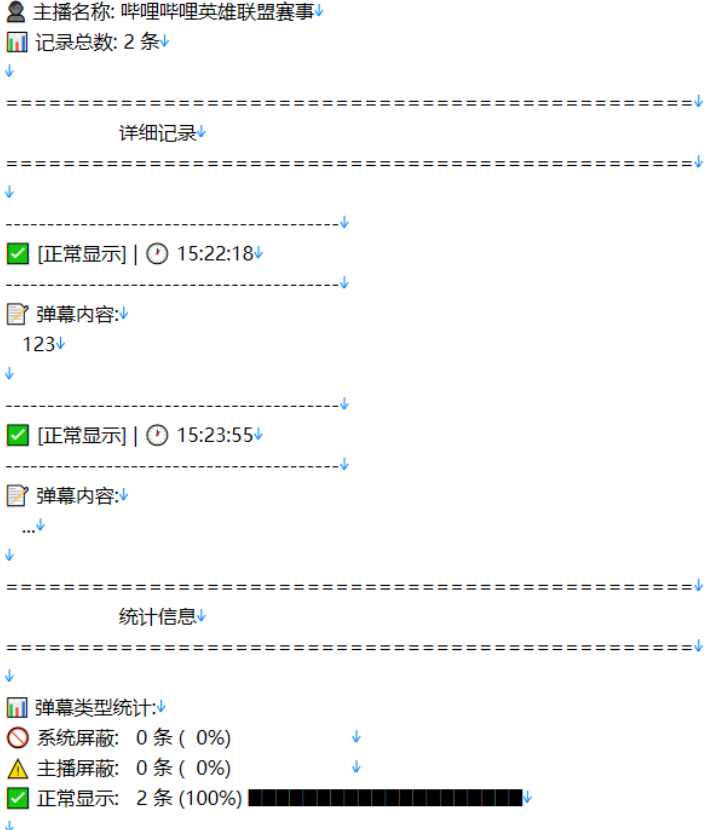 👤 主播名称: 哔哩哔哩英雄联盟赛事↓
📊 记录总数: 2 条↓
↓
================================================↓
详细记录↓
================================================↓
↓
----------------------------------------↓
✅ [正常显示] | 🕐 15:22:18↓
----------------------------------------↓
📝 弹幕内容:↓
123↓
↓
----------------------------------------↓
✅ [正常显示] | 🕐 15:23:55↓
----------------------------------------↓
📝 弹幕内容:↓
...↓
↓
================================================↓
统计信息↓
================================================↓
↓
📊 弹幕类型统计:↓
🚫 系统屏蔽: 0 条 ( 0%) ↓
⚠️ 主播屏蔽: 0 条 ( 0%) ↓
✅ 正常显示: 2 条 (100%) ████████████████████↓
↓